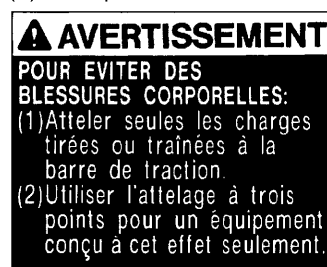 AVERTISSEMENT
POUR EVITER DES
BLESSURES CORPORELLES:
(1)Atteler seules les charges
tirées ou traînées à la
barre de traction.
(2)Utiliser l'attelage à trois
points pour un équipement
conçu à cet effet seulement.